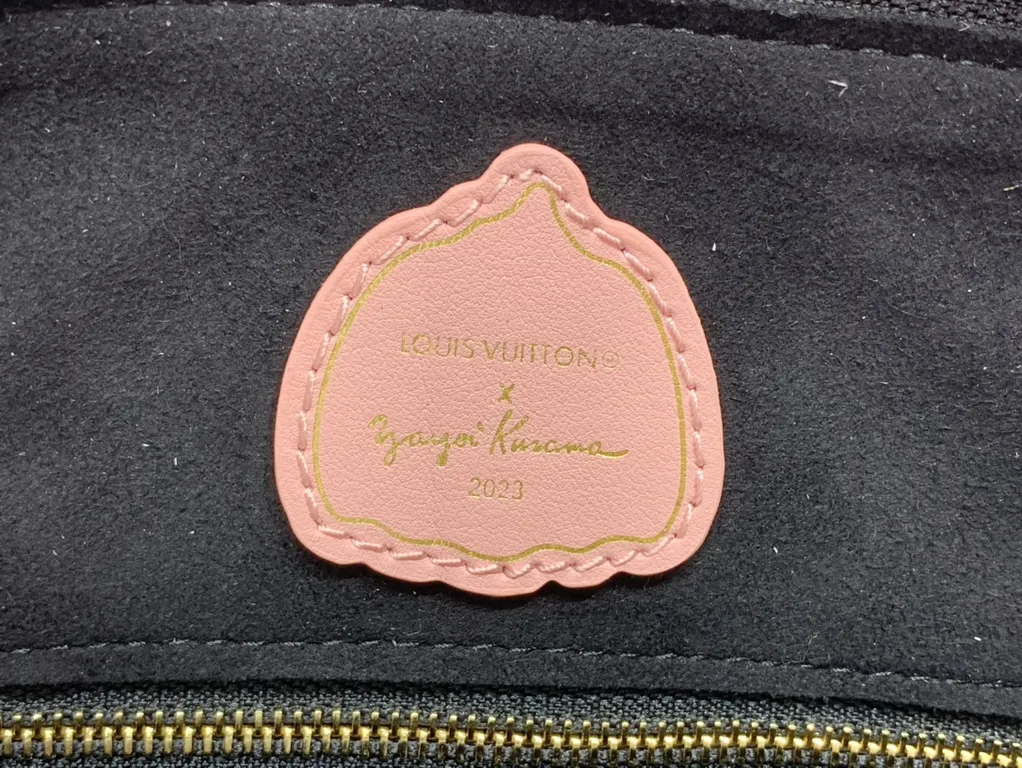 LOUIS VUITTON®
x
Yayoi Kusama
2023